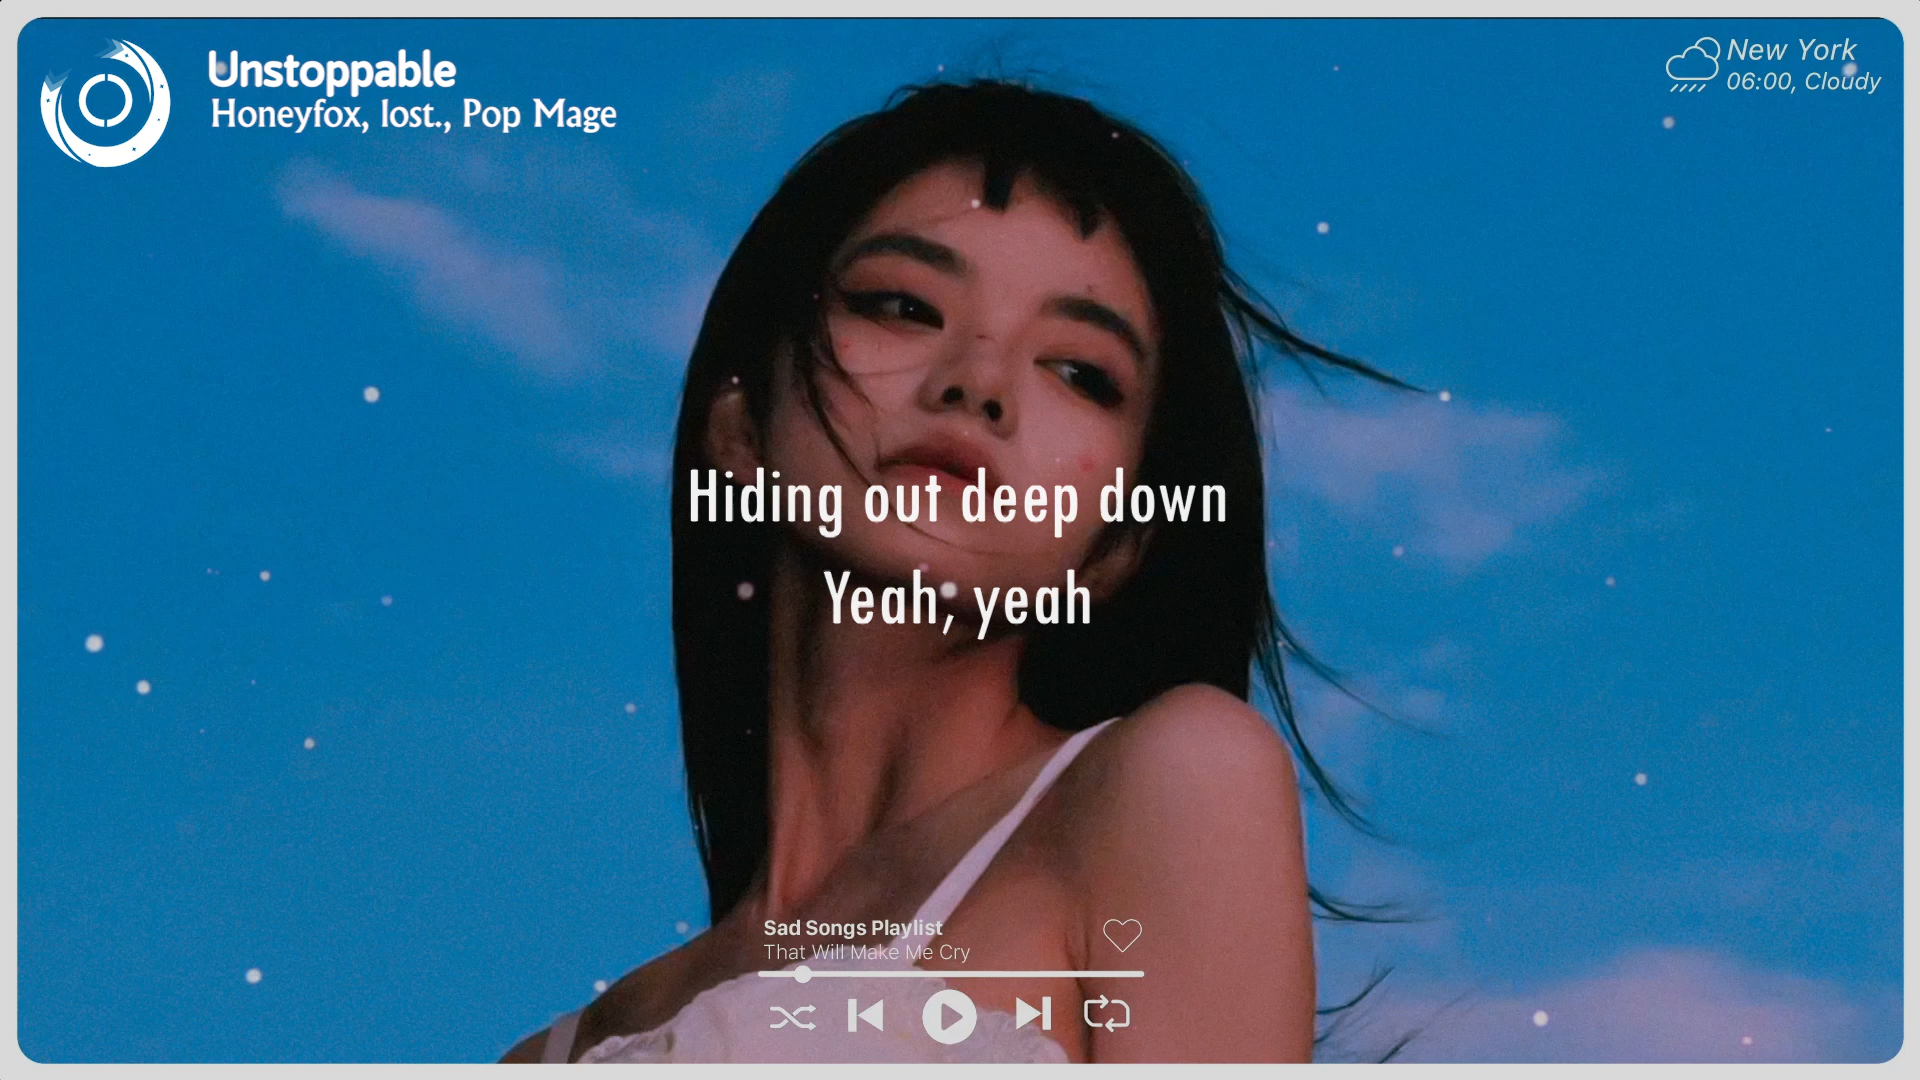 Unstoppable
Honeyfox, lost., Pop Mage
New York
06:00, Cloudy
Hiding out deep down
Yeah, yeah
Sad Songs Playlist
That Will Make Me Cry